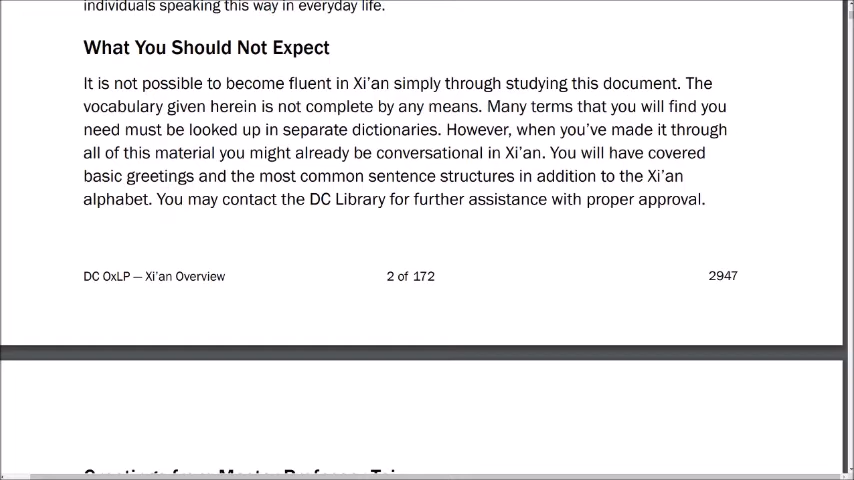 individuals speaking this way in everyday life.
What You Should Not Expect
It is not possible to become fluent in Xi’an simply through studying this document. The
vocabulary given herein is not complete by any means. Many terms that you will find you
need must be looked up in separate dictionaries. However, when you’ve made it through
all of this material you might already be conversational in Xi’an. You will have covered
basic greetings and the most common sentence structures in addition to the Xi’an
alphabet. You may contact the DC Library for further assistance with proper approval.
DC OxLP — Xi’an Overview 2 of 172 2947
Greetings from Master Professor